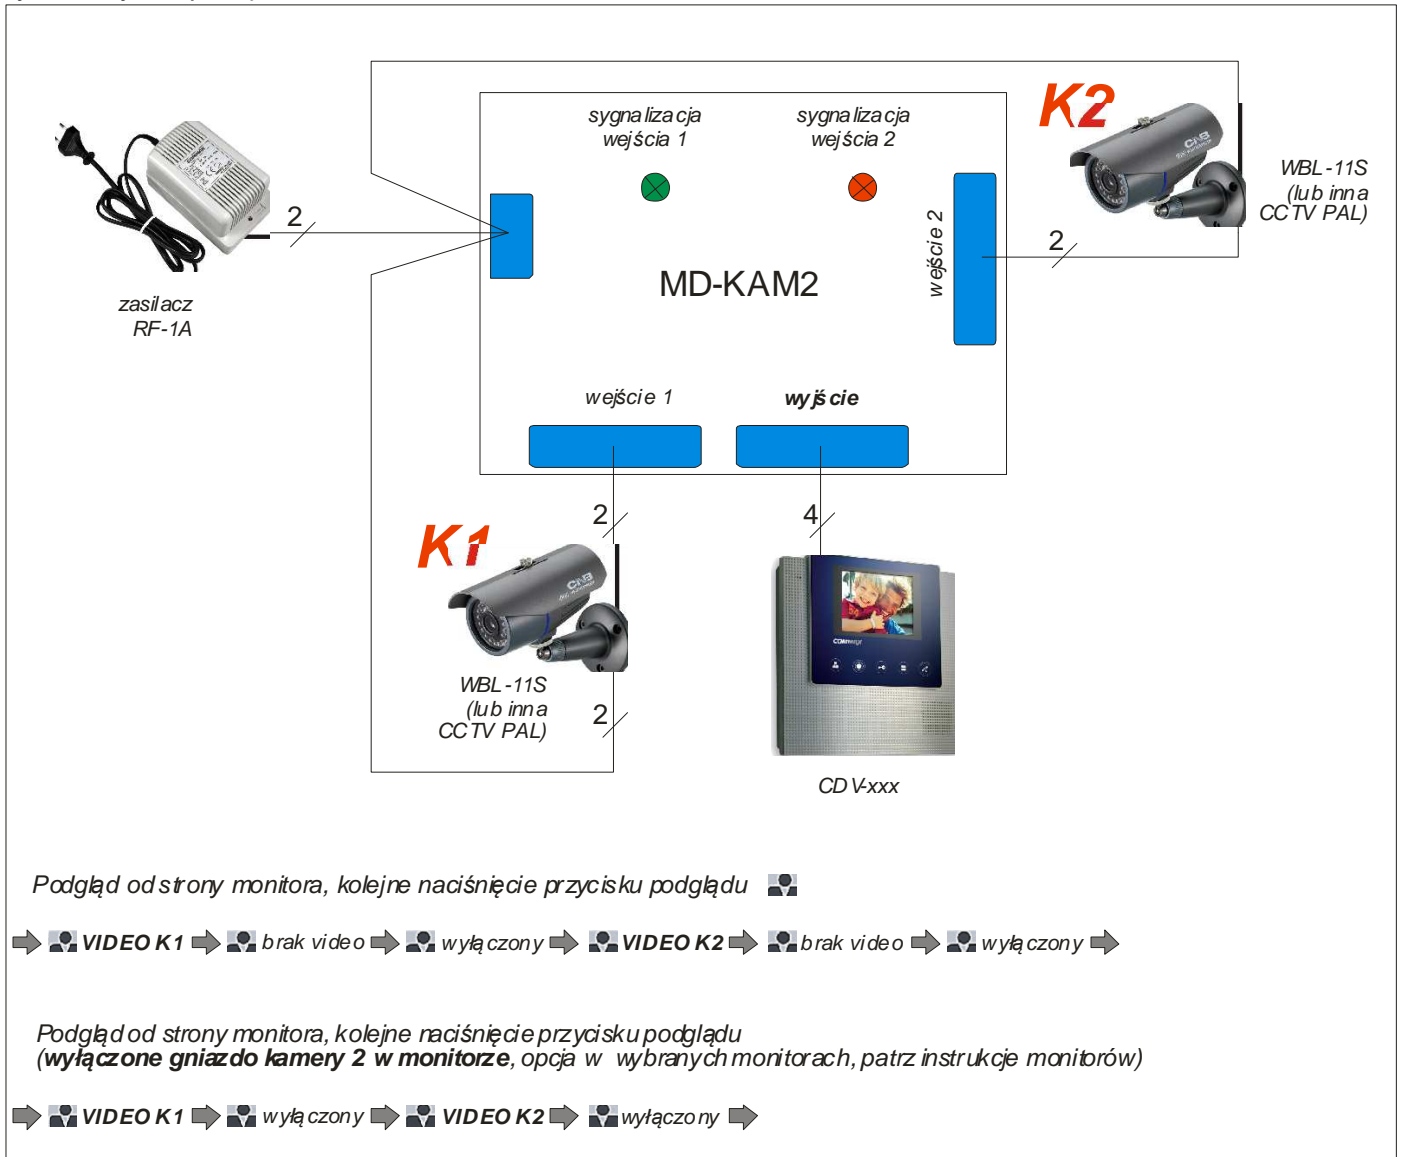 sygnalizacja
wejścia 1
sygnalizacja
wejścia 2
K2
CNB
WBL-11S
(lub inna
CCTV PAL)
2
2
wejście 2
MD-KAM2
zasilacz
RF-1A
wejście 1
wyjście
2
4
K1
CNB
WBL-11S
(lub inna
CCTV PAL)
2
COMMAX
CDV-xxx
Podgląd od strony monitora, kolejne naciśnięcie przycisku podglądu
VIDEO K1 brak video wyłączony VIDEO K2 brak video wyłączony
Podgląd od strony monitora, kolejne naciśnięcie przycisku podglądu
(wyłączone gniazdo kamery 2 w monitorze, opcja w wybranych monitorach, patrz instrukcje monitorów)
VIDEO K1 wyłączony VIDEO K2 wyłączony